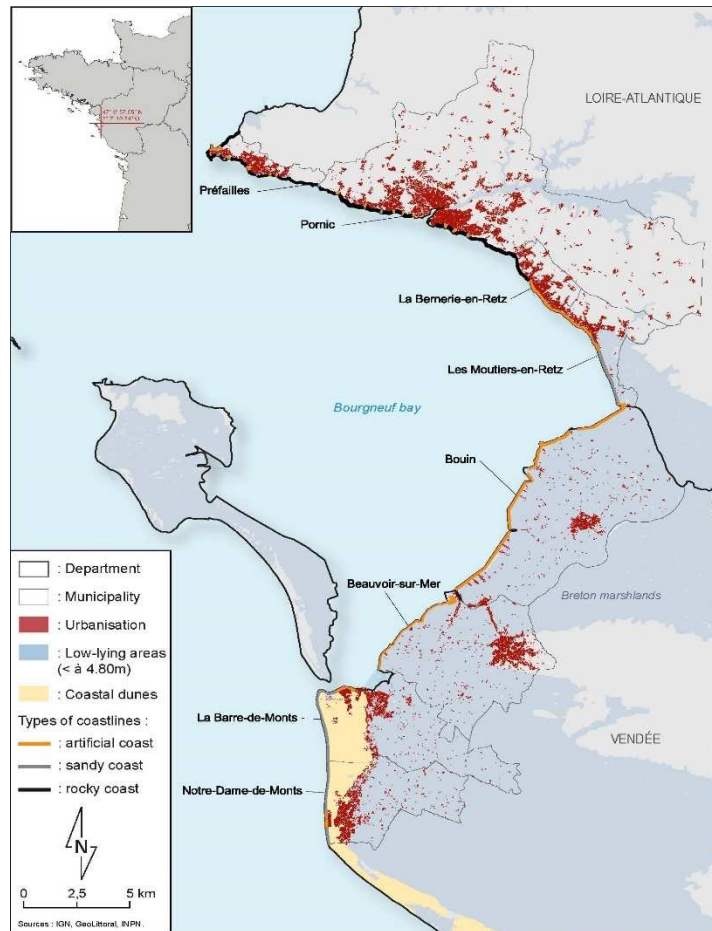 LOIRE-ATLANTIQUE
Préfailles
Pornic
La Bernerie-en-Retz
Les Moutiers-en-Retz
Bourgneuf bay
Bouin
Beauvoir-sur-Mer
Breton marshlands
La Barre-de-Monts
VENDÉE
Notre-Dame-de-Monts
: Department
: Municipality
: Urbanisation
: Low-lying areas
(< à 4.80m)
: Coastal dunes
Types of coastlines :
: artificial coast
: sandy coast
: rocky coast
N
0 2,5 5 km
Sources : IGN, GeoLittoral, INPN.